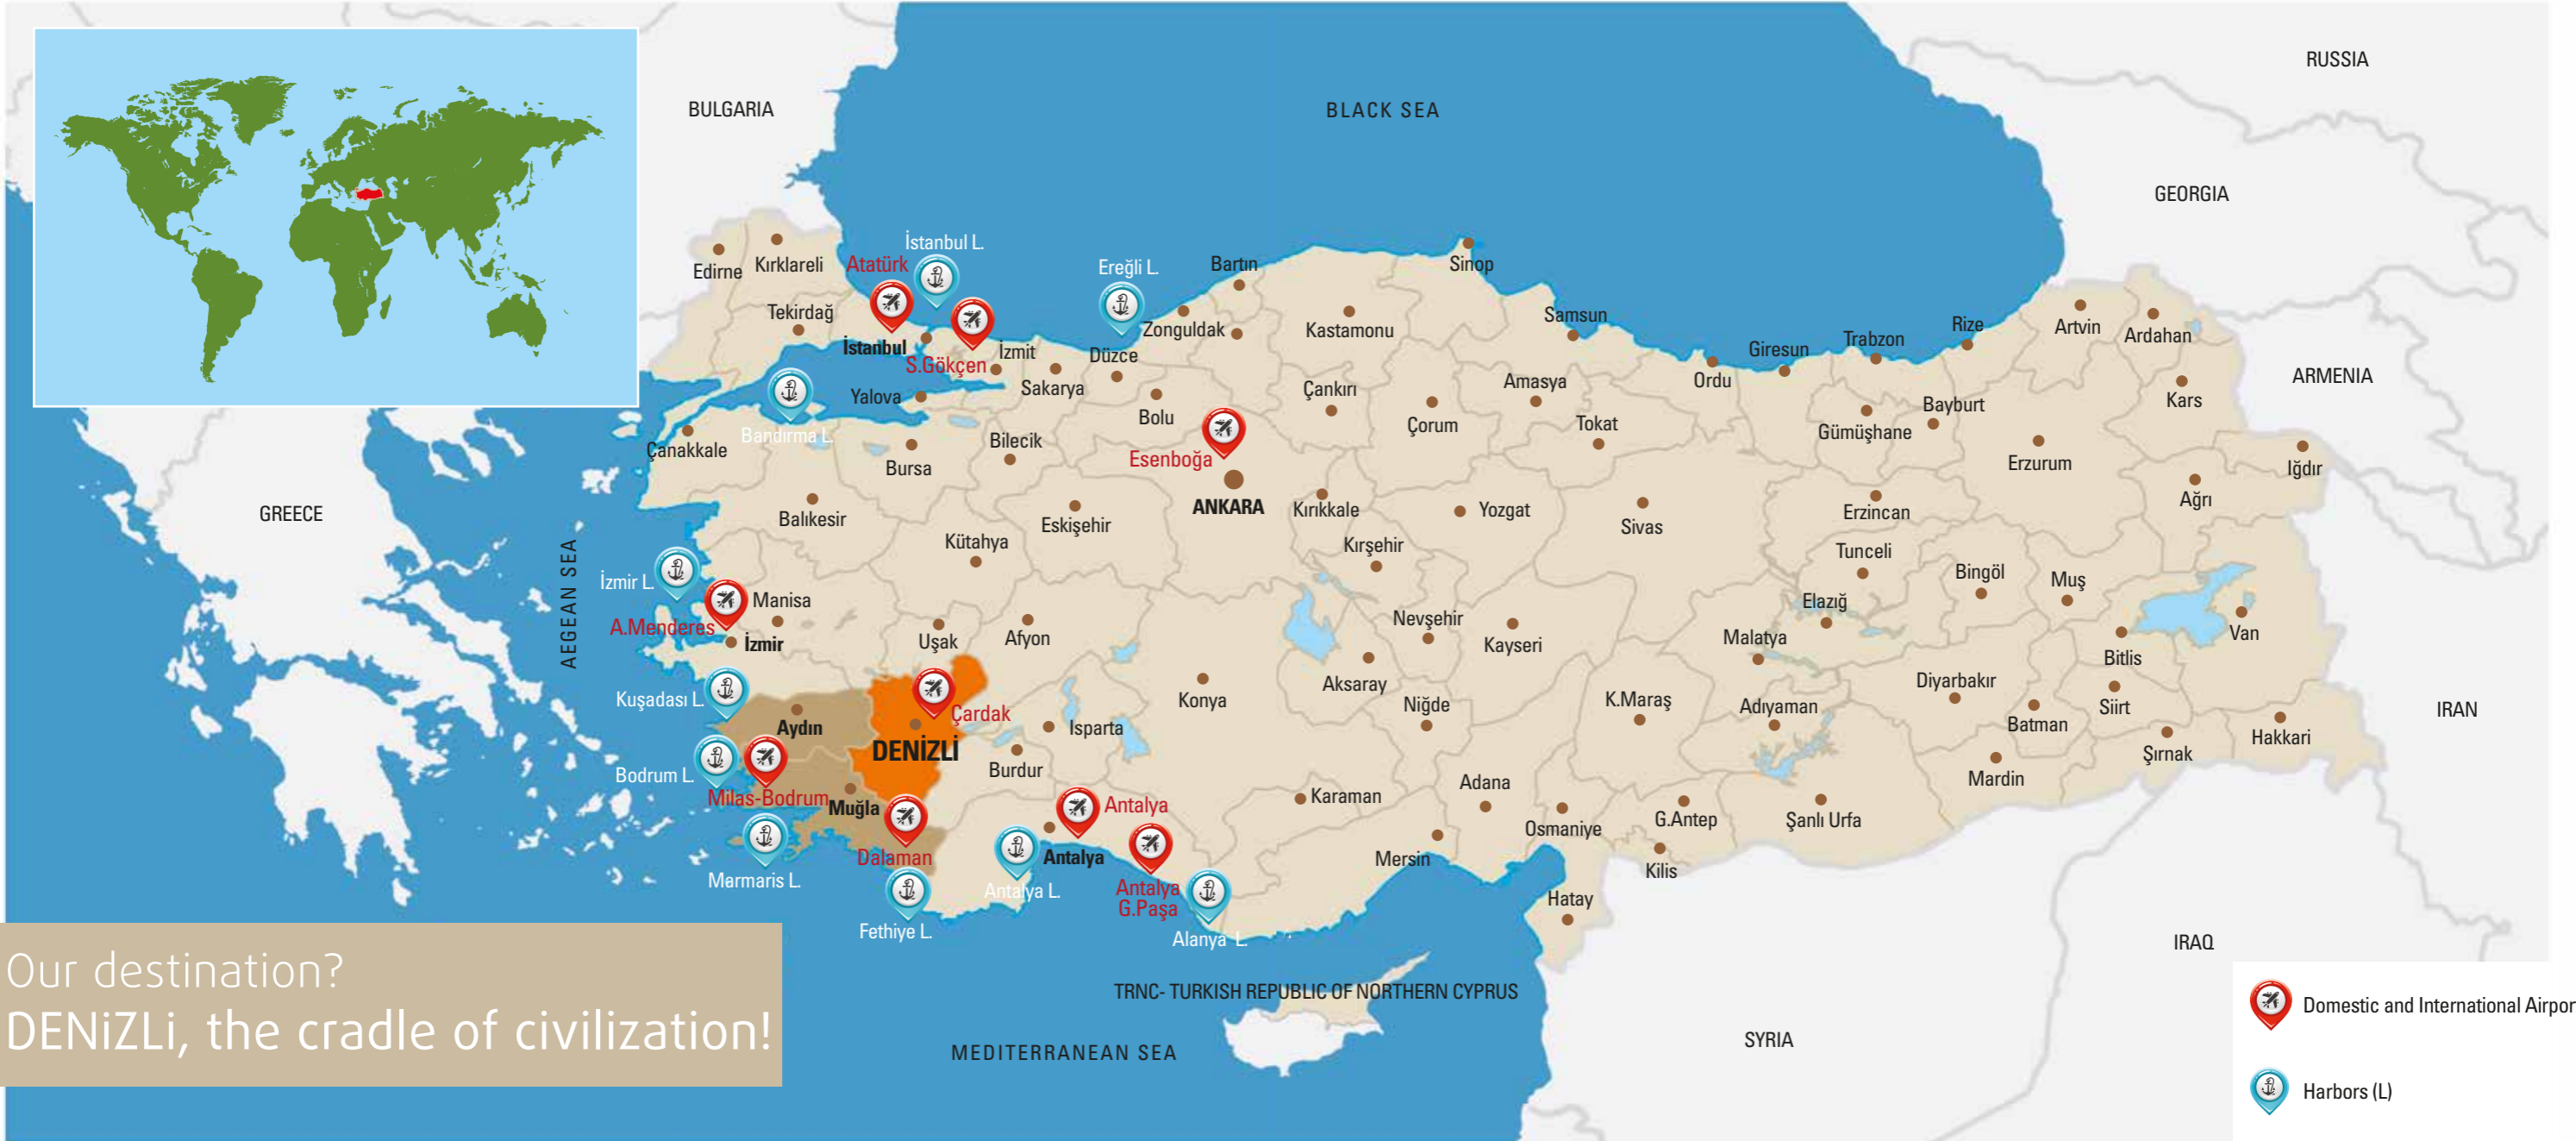 RUSSIA
BULGARIA
BLACK SEA
GEORGIA
İstanbul L.
Edirne
Kırklareli
Atatürk
Ereğli L.
Bartın
Sinop
Tekirdağ
Zonguldak
Kastamonu
Samsun
Trabzon
Rize
Artvin
Ardahan
İstanbul
S.Gökçen
İzmit
Düzce
Giresun
ARMENIA
Yalova
Sakarya
Bolu
Çankırı
Amasya
Ordu
Bayburt
Kars
Bandırma L.
Çanakkale
Bursa
Bilecik
Esenboğa
Çorum
Tokat
Gümüşhane
Erzurum
Iğdır
GREECE
Balıkesir
Eskişehir
ANKARA
Kırıkkale
Yozgat
Sivas
Erzincan
Ağrı
AEGEAN SEA
Kütahya
Kırşehir
Tunceli
Bingöl
Muş
İzmir L.
Manisa
A.Menderes
İzmir
Uşak
Afyon
Nevşehir
Kayseri
Elazığ
Malatya
Van
Bitlis
Kuşadası L.
Aydın
Çardak
DENİZLİ
Isparta
Burdur
Konya
Aksaray
Niğde
K.Maraş
Adıyaman
Diyarbakır
Batman
Siirt
Şırnak
Hakkari
IRAN
Bodrum L.
Milas-Bodrum
Muğla
Antalya
Karaman
Adana
Osmaniye
G.Antep
Şanlı Urfa
Mardin
Marmaris L.
Dalaman
Fethiye L.
Antalya L.
Antalya
Antalya
G.Paşa
Alanya L.
Mersin
Kilis
Hatay
IRAQ
SYRIA
TRNC- TURKISH REPUBLIC OF NORTHERN CYPRUS
MEDITERRANEAN SEA
Our destination?
DENiZLi, the cradle of civilization!
Domestic and International Airpor
Harbors (L)